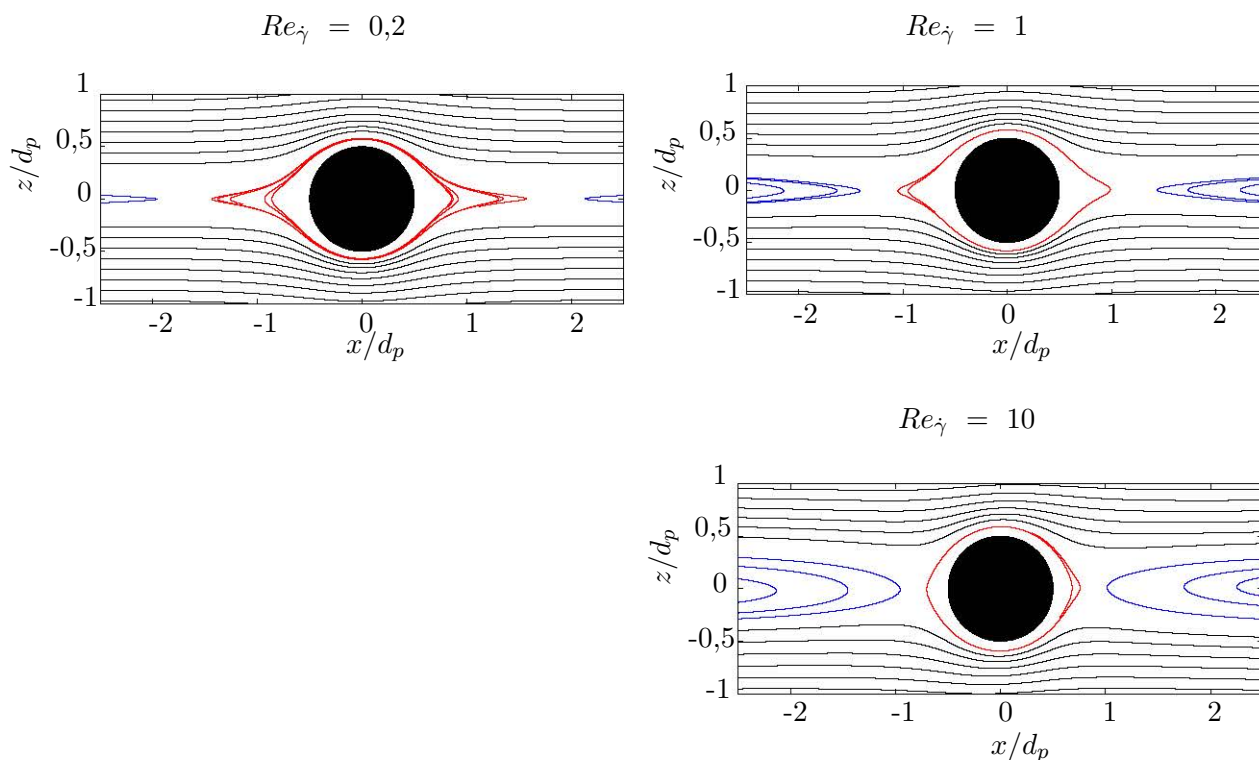 Re_γ̇ = 0,2
1
0,5
0
-0,5
-1
z/d_p
-2 -1 0 1 2
x/d_p
Re_γ̇ = 1
1
0,5
0
-0,5
-1
z/d_p
-2 -1 0 1 2
x/d_p
Re_γ̇ = 10
1
0,5
0
-0,5
-1
z/d_p
-2 -1 0 1 2
x/d_p